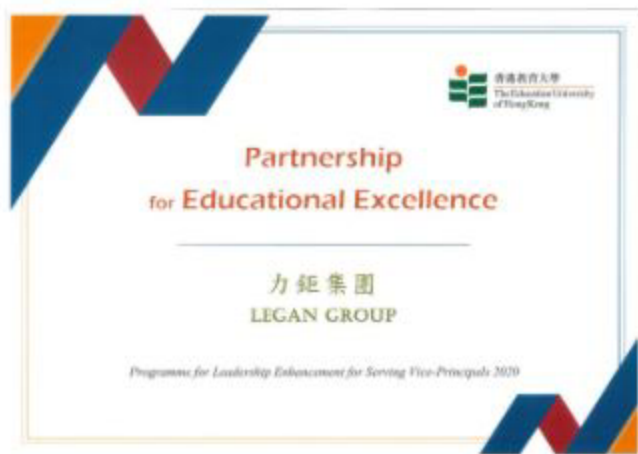 香港教育大學
The Education University
of Hong Kong
Partnership
for Educational Excellence
力鉅集團
LEGAN GROUP
Programme for Leadership Enhancement for Serving Vice-Principals 2020